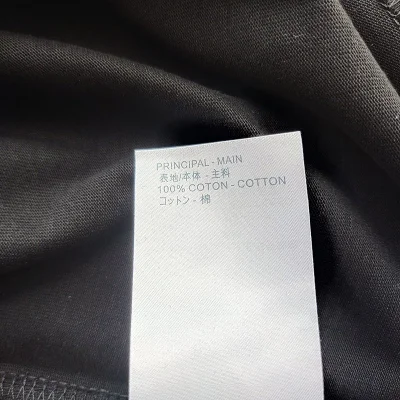 PRINCIPAL - MAIN
表地/本体 - 主料
100% COTON - COTTON
コットン - 棉